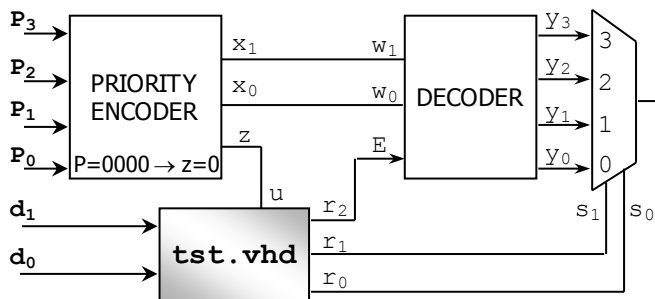 P3
P2
P1
P0
d1
d0
PRIORITY
ENCODER
P=0000 → z=0
x1
x0
z
u
w1
w0
E
DECODER
y3
y2
y1
y0
3
2
1
0
s1
s0
tst.vhd
r2
r1
r0